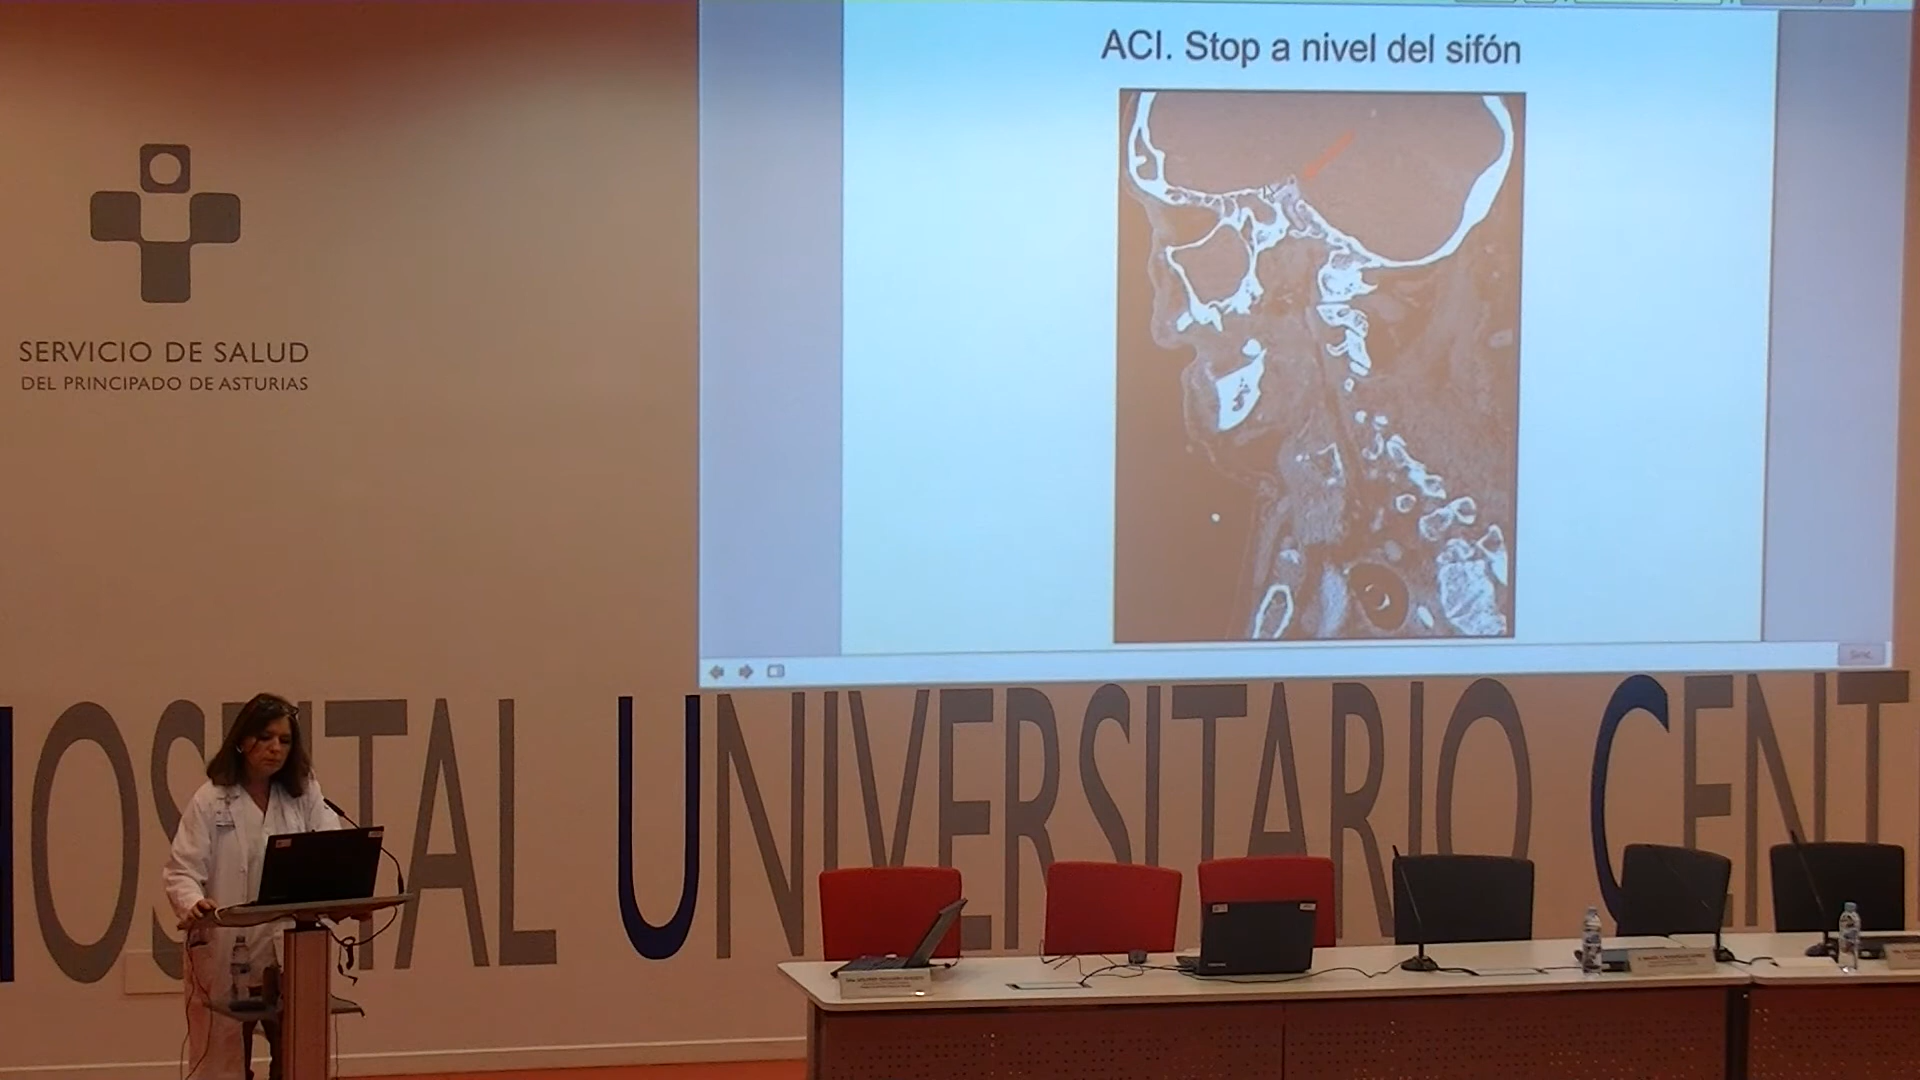 ACI. Stop a nivel del sifón
SERVICIO DE SALUD
DEL PRINCIPADO DE ASTURIAS
HOSPITAL UNIVERSITARIO CENT